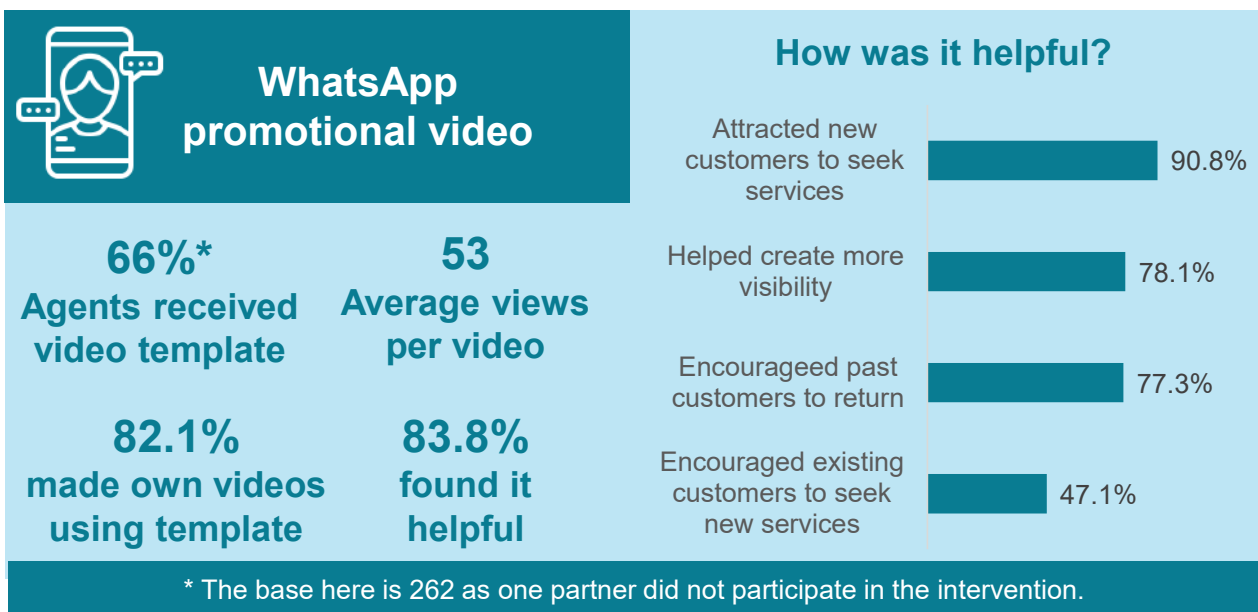 WhatsApp
promotional video
66%*
Agents received
video template
53
Average views
per video
82.1%
made own videos
using template
83.8%
found it
helpful
How was it helpful?
Attracted new
customers to seek
services
90.8%
Helped create more
visibility
78.1%
Encourageed past
customers to return
77.3%
Encouraged existing
customers to seek
new services
47.1%
* The base here is 262 as one partner did not participate in the intervention.